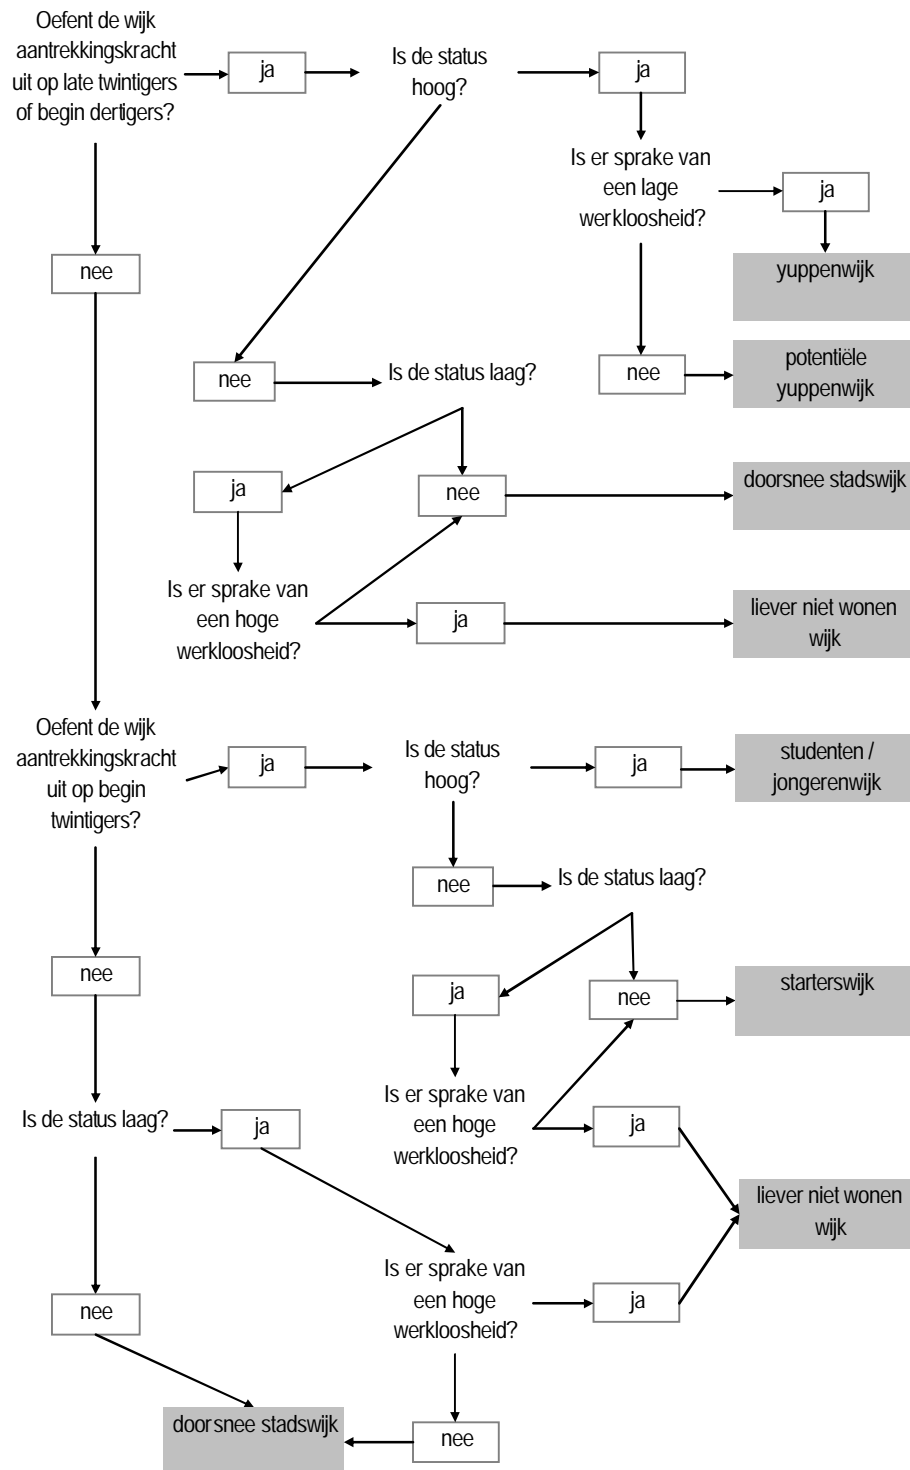 Oefent de wijk
aantrekkingskracht
uit op late twintigers
of begin dertigers?
ja
Is de status
hoog?
ja
Is er sprake van
een lage
werkloosheid?
ja
yuppenwijk
nee
nee
Is de status laag?
nee
potentiële
yuppenwijk
ja
nee
doorsnee stadswijk
Is er sprake van
een hoge
werkloosheid?
ja
liever niet wonen
wijk
Oefent de wijk
aantrekkingskracht
uit op begin
twintigers?
ja
Is de status
hoog?
ja
studenten /
jongerenwijk
nee
Is de status laag?
nee
ja
nee
starterswijk
Is er sprake van
een hoge
werkloosheid?
ja
Is de status laag?
ja
liever niet wonen
wijk
Is er sprake van
een hoge
werkloosheid?
ja
nee
doorsnee stadswijk
nee